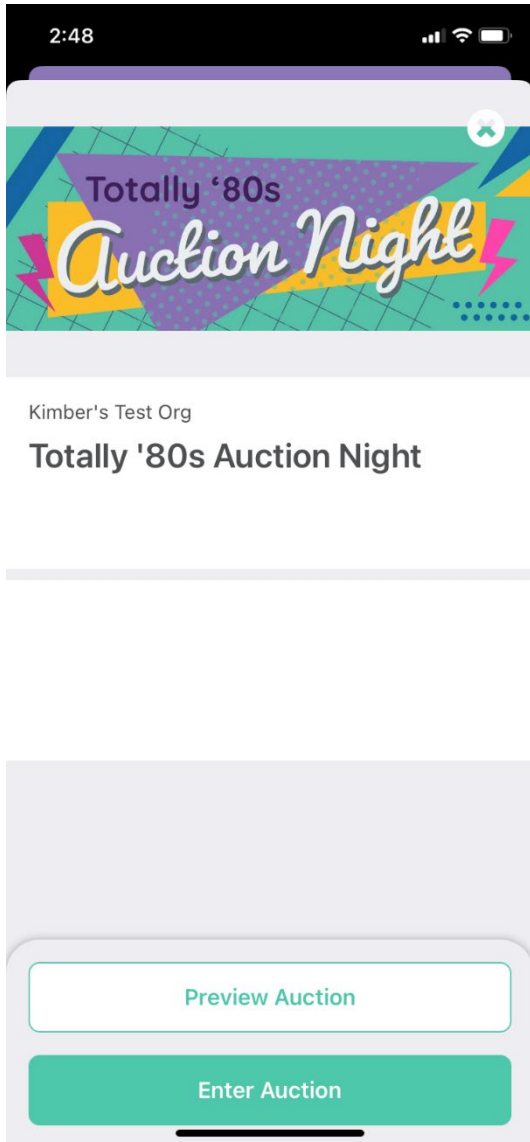 2:48
Totally ‘80s
Auction Night
Kimber's Test Org
Totally '80s Auction Night
Preview Auction
Enter Auction